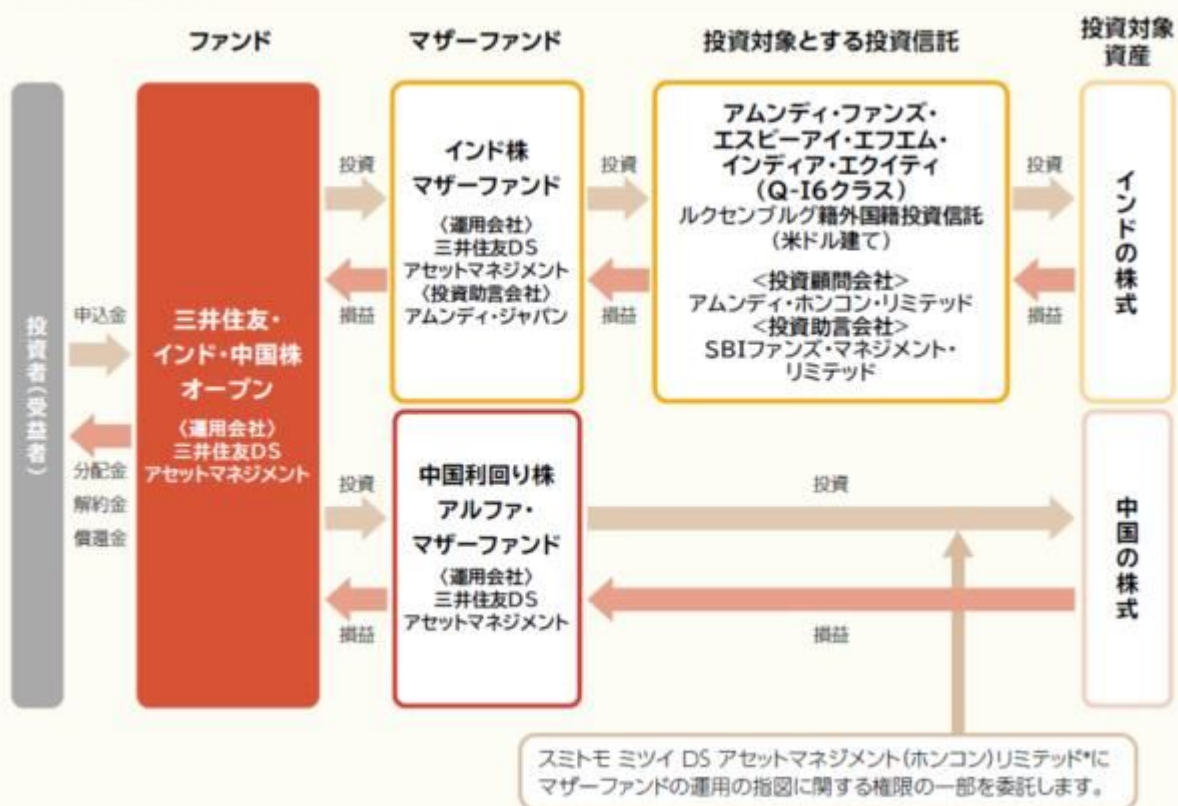 ファンド
マザーファンド
投資対象とする投資信託
投資対象
資産
投資者(受益者)
申込金
分配金
解約金
償還金
三井住友・
インド・中国株
オープン
〈運用会社〉
三井住友DS
アセットマネジメント
投資
損益
インド株
マザーファンド
〈運用会社〉
三井住友DS
アセットマネジメント
〈投資助言会社〉
アムンディ・ジャパン
投資
損益
アムンディ・ファンズ・
エスビーアイ・エフエム・
インディア・エクイティ
(Q-I6クラス)
ルクセンブルグ籍外国籍投資信託
(米ドル建て)
<投資顧問会社>
アムンディ・ホンコン・リミテッド
<投資助言会社>
SBIファンズ・マネジメント・
リミテッド
投資
損益
インドの株式
投資
損益
中国利回り株
アルファ・
マザーファンド
〈運用会社〉
三井住友DS
アセットマネジメント
投資
損益
中国の株式
スミトモ ミツイ DS アセットマネジメント(ホンコン)リミテッド*に
マザーファンドの運用の指図に関する権限の一部を委託します。